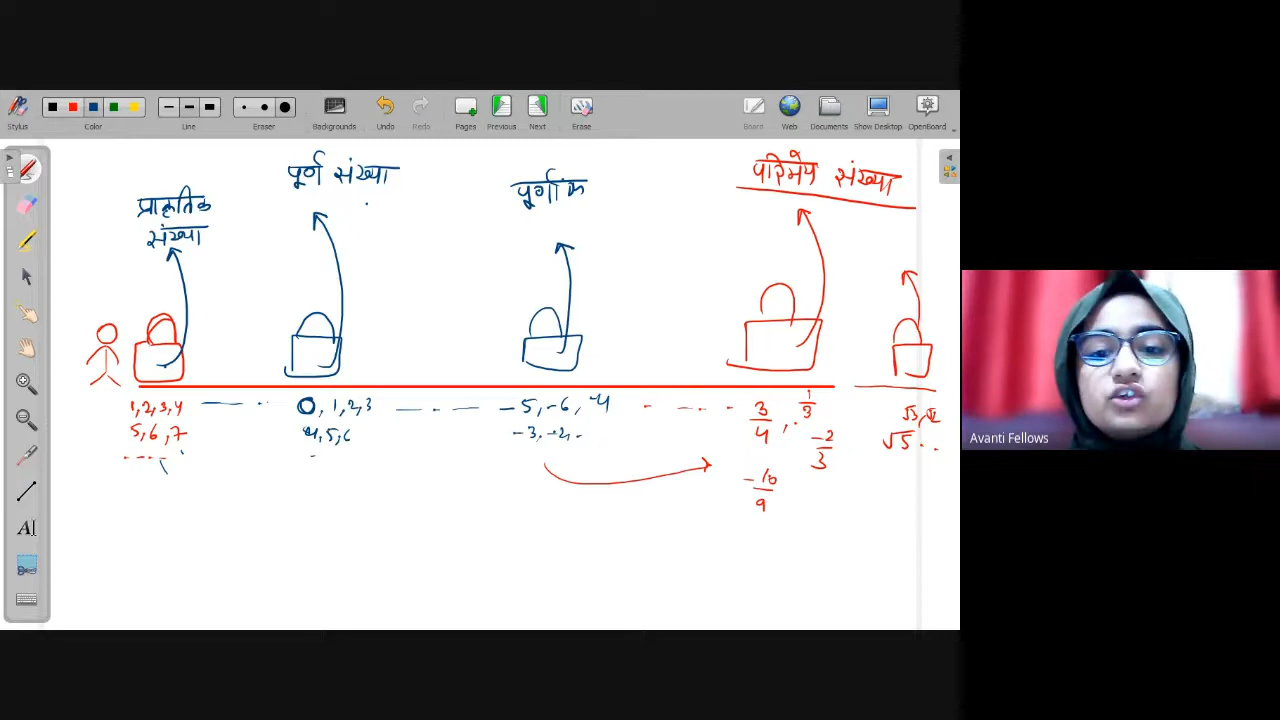 Stylus
Color
Line
Eraser
Backgrounds
Undo
Redo
Pages
Previous
Next
Erase
Board
Web
Documents
Show Desktop
OpenBoard
प्राकृतिक
संख्या
पूर्ण संख्या
पूर्णांक
परिमेय संख्या
1,2,3,4
5,6,7
0,1,2,3
4,5,6
-5,-6,-4
-3,-2,.
3/4, 1/3
-2/3
-10/9
√3,
√5..
Avanti Fellows